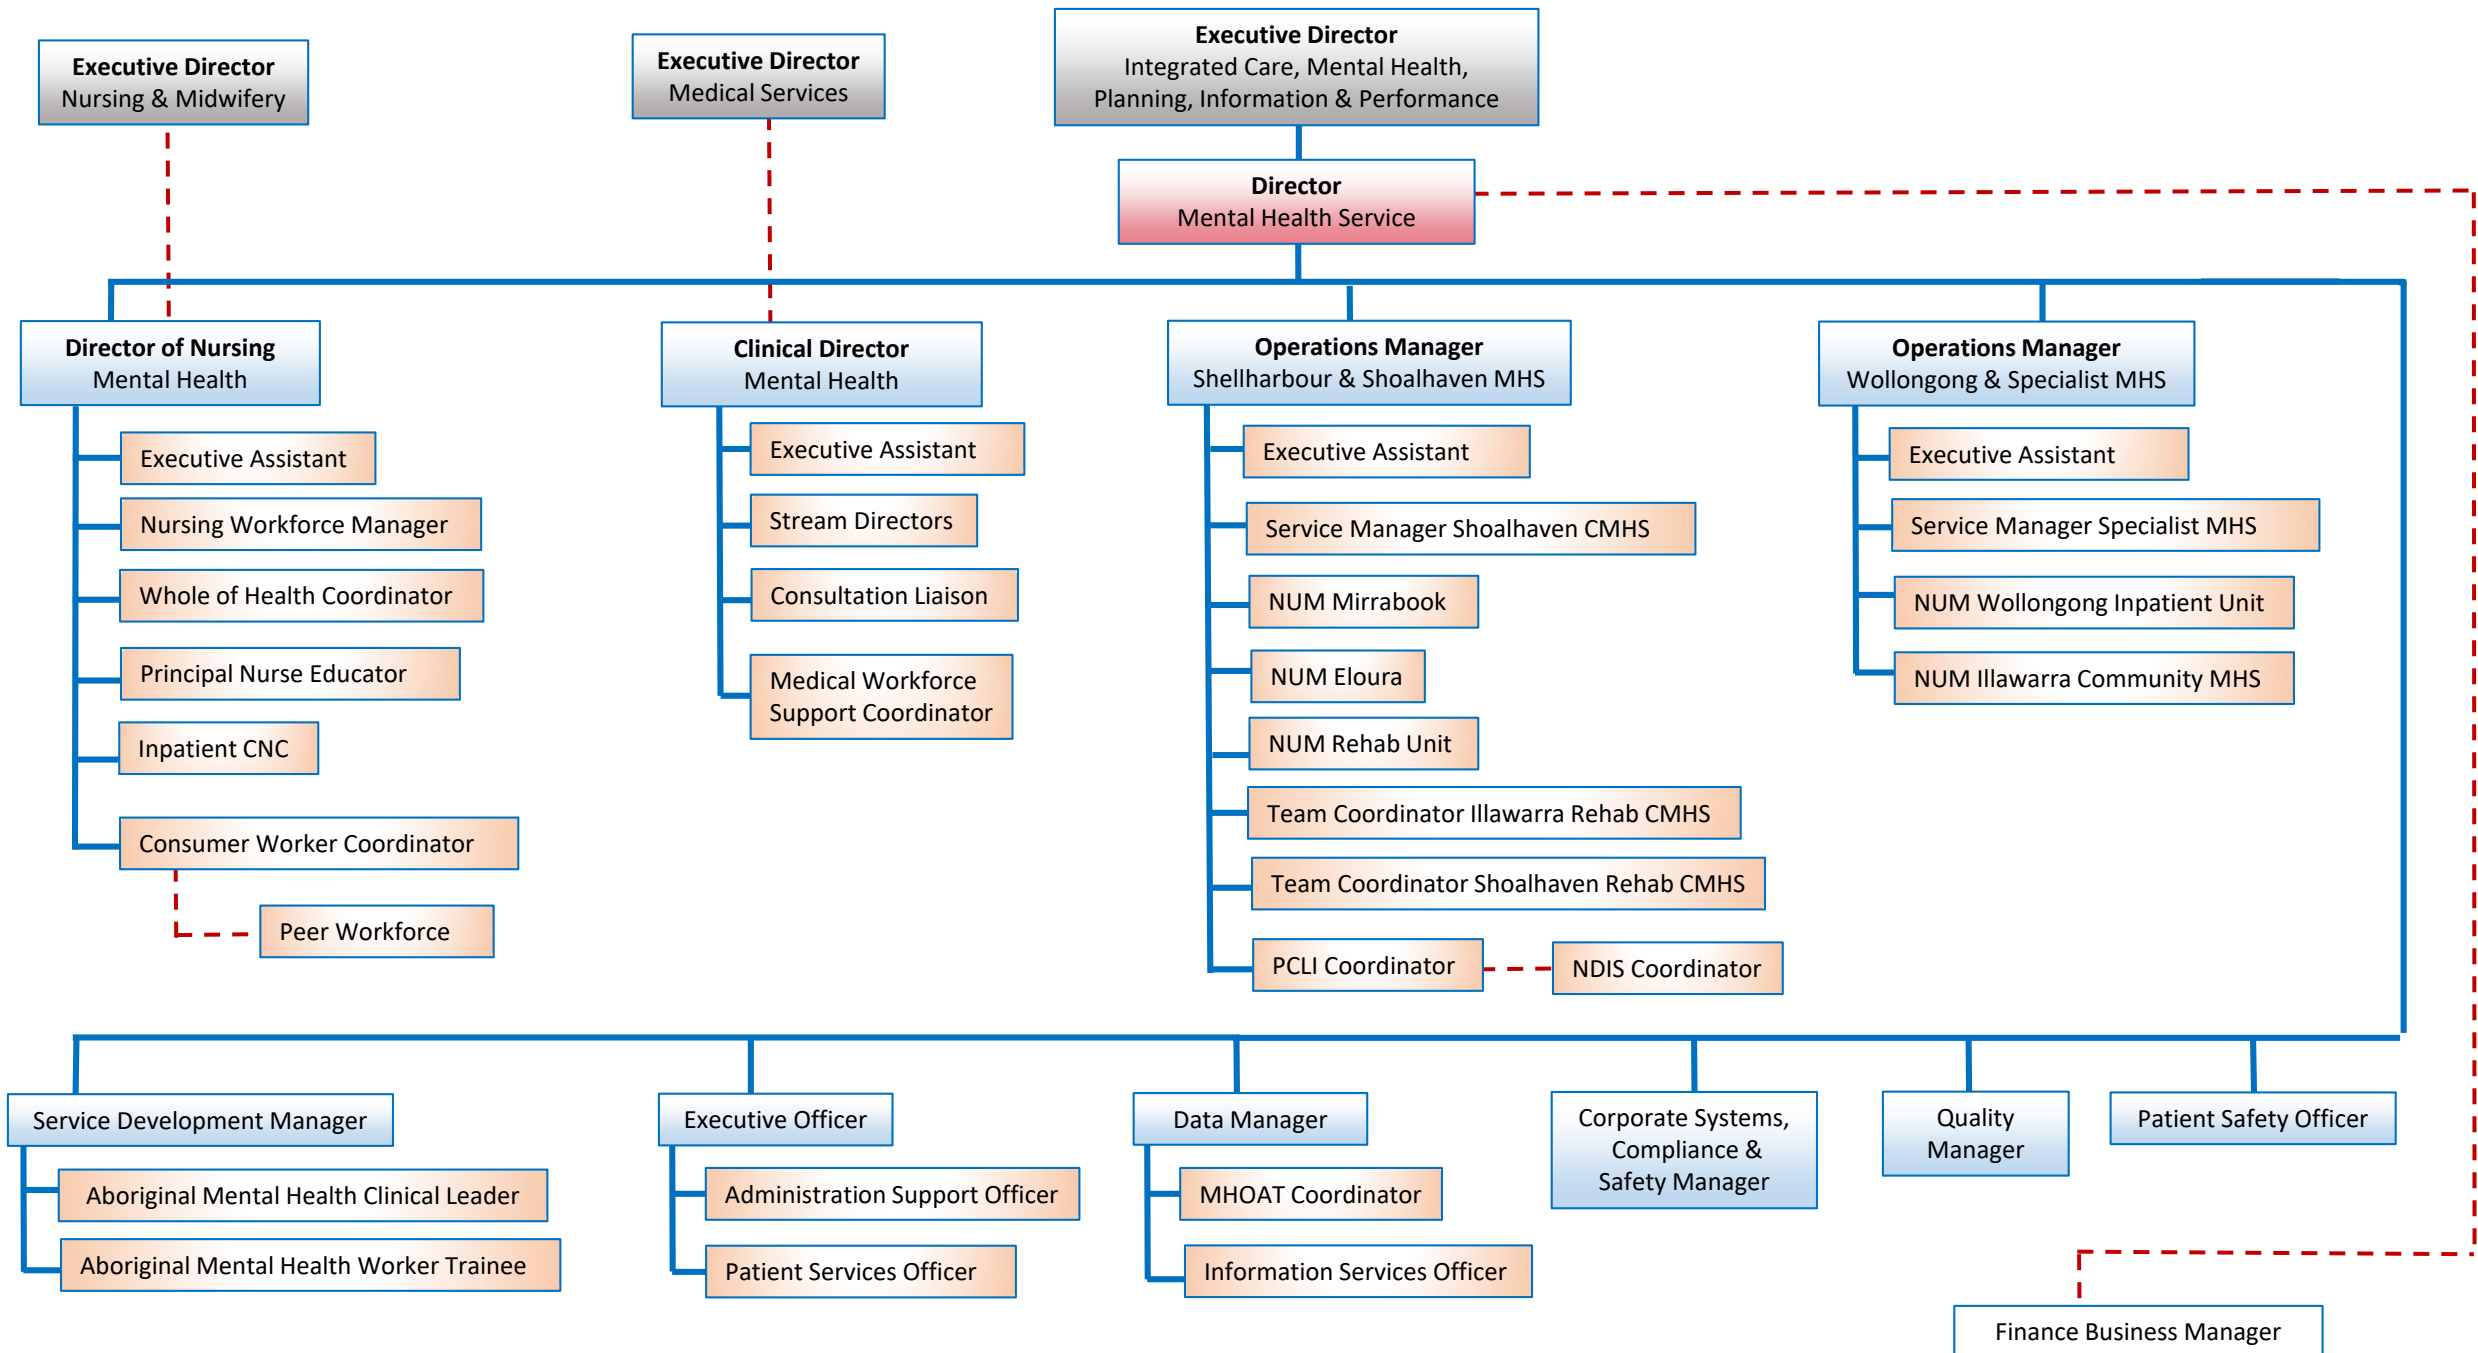 Executive Director
Nursing & Midwifery
Executive Director
Medical Services
Executive Director
Integrated Care, Mental Health,
Planning, Information & Performance
Director
Mental Health Service
Director of Nursing
Mental Health
Executive Assistant
Nursing Workforce Manager
Whole of Health Coordinator
Principal Nurse Educator
Inpatient CNC
Consumer Worker Coordinator
Peer Workforce
Clinical Director
Mental Health
Executive Assistant
Stream Directors
Consultation Liaison
Medical Workforce
Support Coordinator
Operations Manager
Shellharbour & Shoalhaven MHS
Executive Assistant
Service Manager Shoalhaven CMHS
NUM Mirrabook
NUM Eloura
NUM Rehab Unit
Team Coordinator Illawarra Rehab CMHS
Team Coordinator Shoalhaven Rehab CMHS
PCLI Coordinator
NDIS Coordinator
Operations Manager
Wollongong & Specialist MHS
Executive Assistant
Service Manager Specialist MHS
NUM Wollongong Inpatient Unit
NUM Illawarra Community MHS
Service Development Manager
Aboriginal Mental Health Clinical Leader
Aboriginal Mental Health Worker Trainee
Executive Officer
Administration Support Officer
Patient Services Officer
Data Manager
MHOAT Coordinator
Information Services Officer
Corporate Systems,
Compliance &
Safety Manager
Quality
Manager
Patient Safety Officer
Finance Business Manager